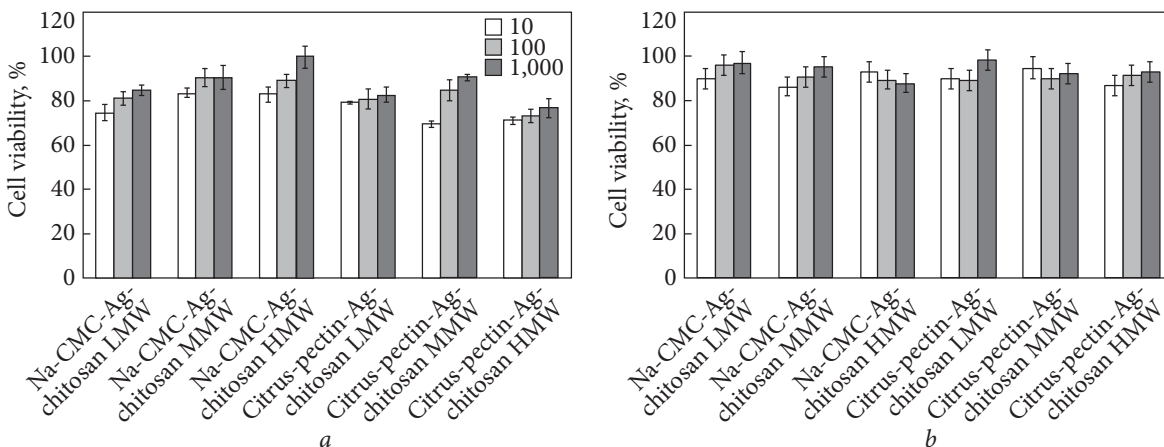 120
100
80
60
40
20
0
Cell viability, %
10
100
1,000
Na-CMC-Ag-
chitosan LMW
Na-CMC-Ag-
chitosan MMW
Na-CMC-Ag-
chitosan HMW
Citrus-pectin-Ag-
chitosan LMW
Citrus-pectin-Ag-
chitosan MMW
Citrus-pectin-Ag-
chitosan HMW
a
120
100
80
60
40
20
0
Cell viability, %
Na-CMC-Ag-
chitosan LMW
Na-CMC-Ag-
chitosan MMW
Na-CMC-Ag-
chitosan HMW
Citrus-pectin-Ag-
chitosan LMW
Citrus-pectin-Ag-
chitosan MMW
Citrus-pectin-Ag-
chitosan HMW
b